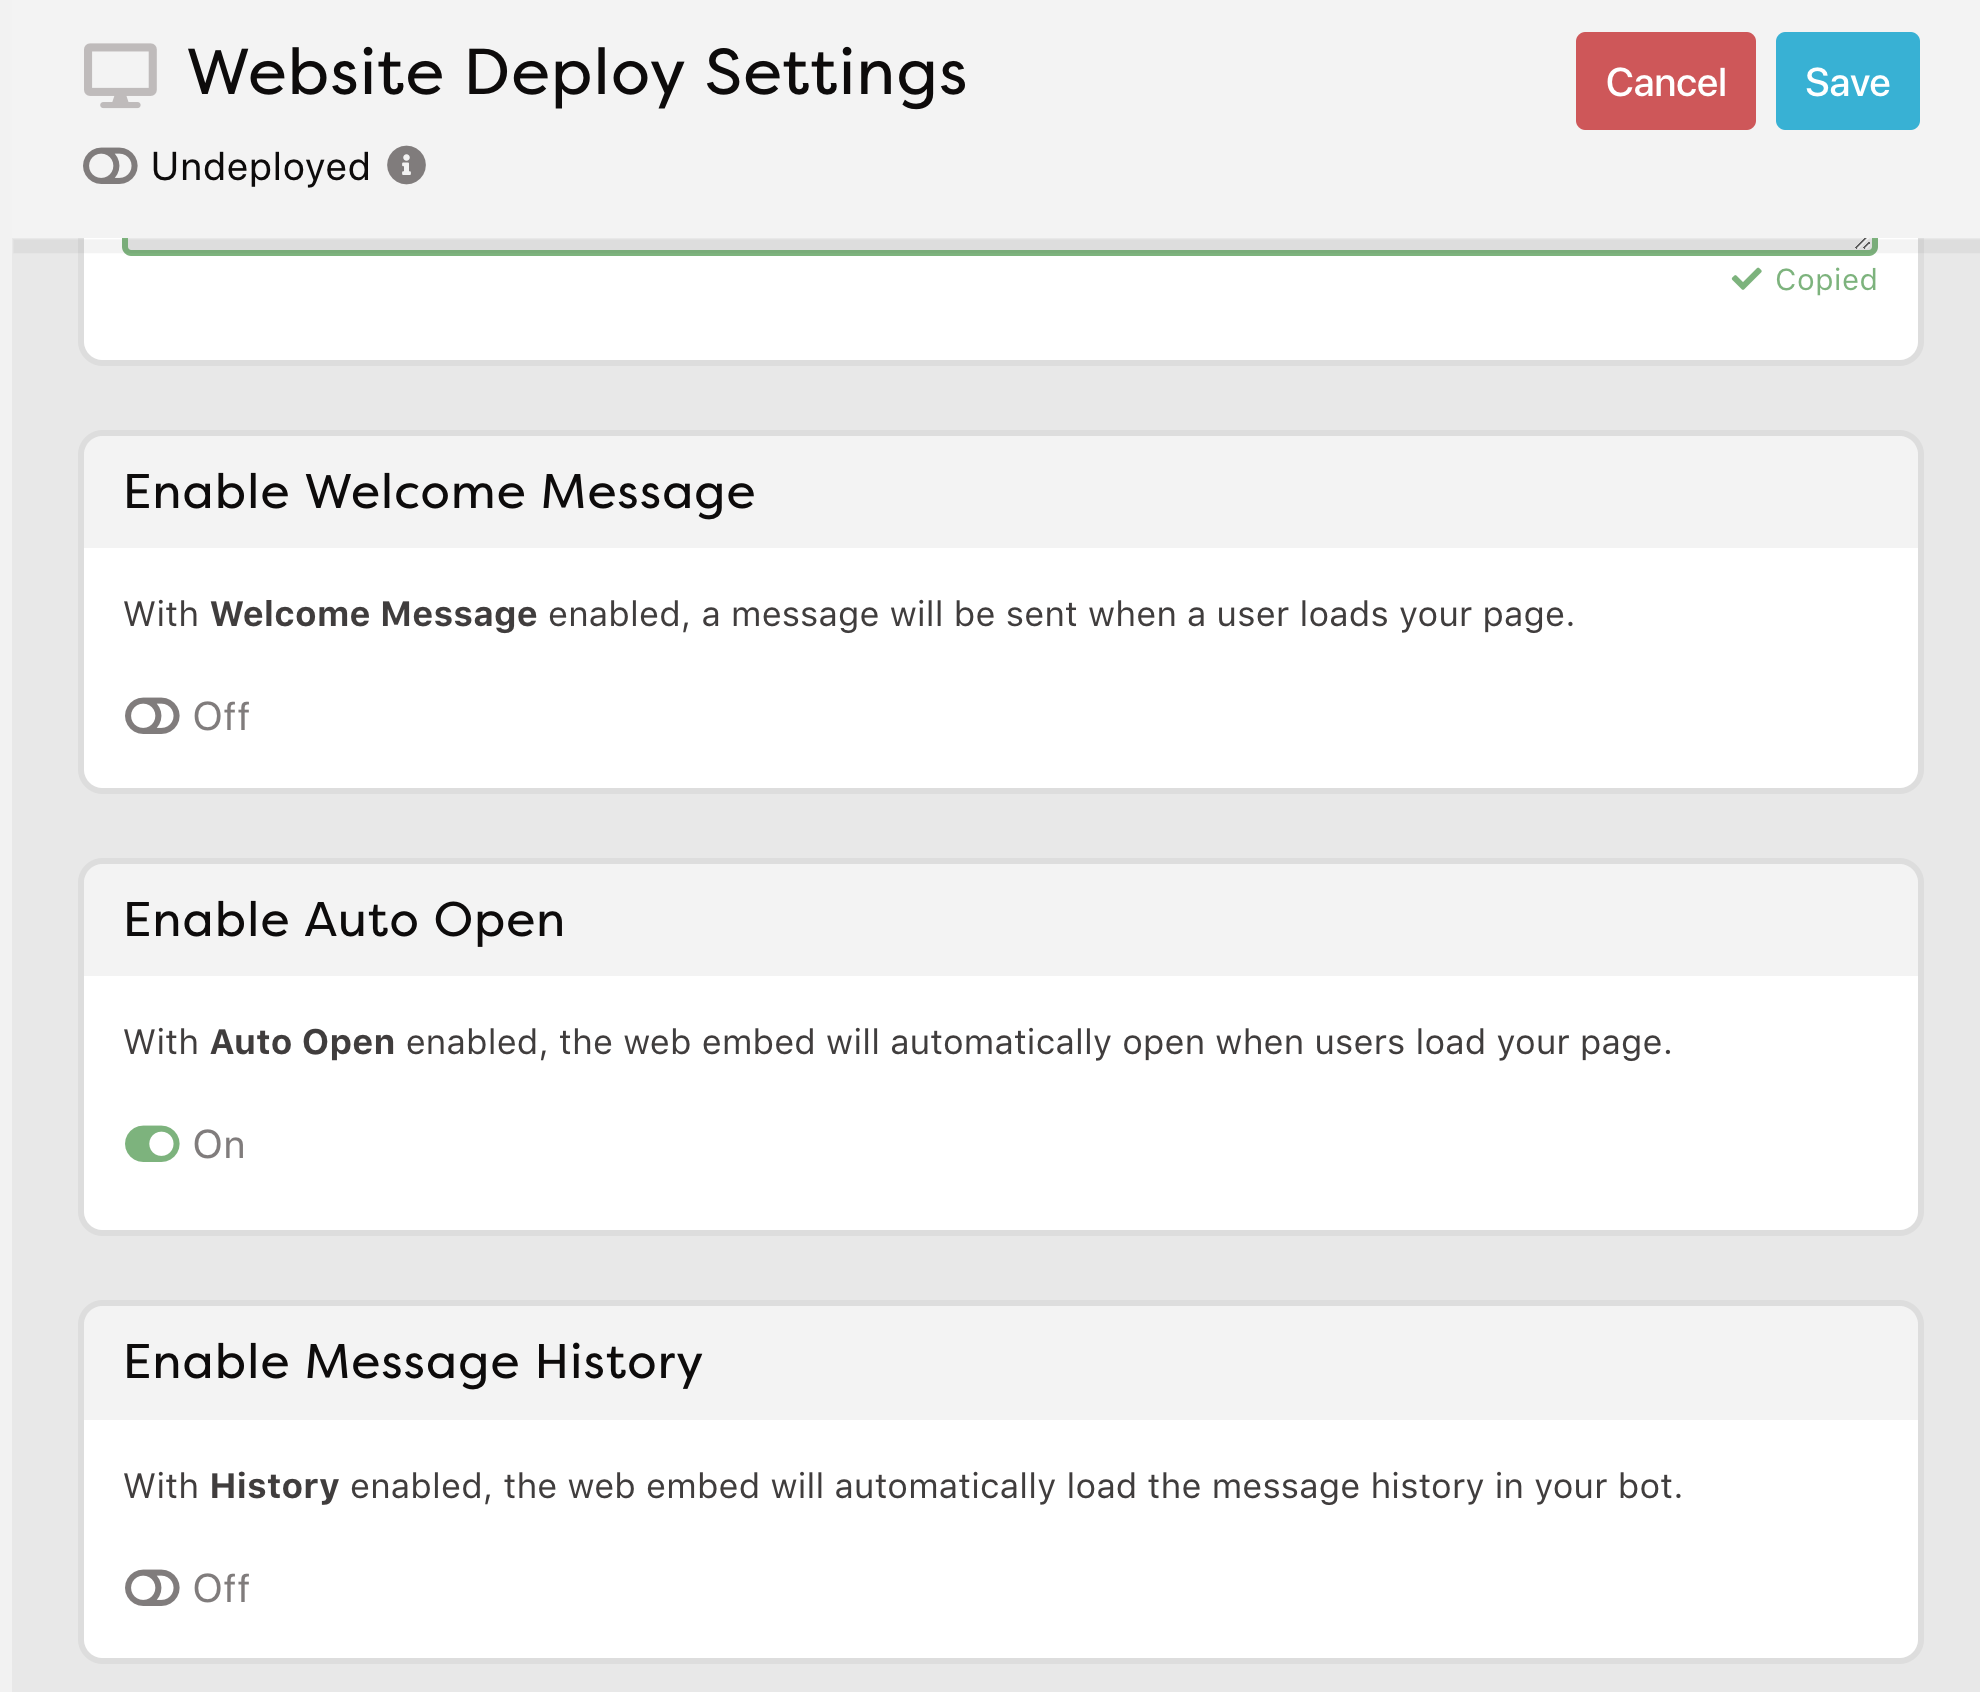 Website Deploy Settings
Cancel
Save
Undeployed
Copied
Enable Welcome Message
With Welcome Message enabled, a message will be sent when a user loads your page.
Off
Enable Auto Open
With Auto Open enabled, the web embed will automatically open when users load your page.
On
Enable Message History
With History enabled, the web embed will automatically load the message history in your bot.
Off